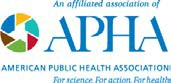 An affiliated association of
APHA
AMERICAN PUBLIC HEALTH ASSOCIATION
For science. For action. For health